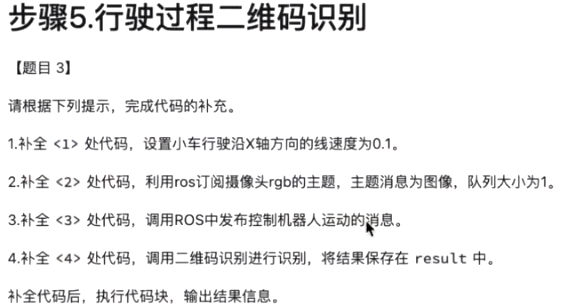 步骤5.行驶过程二维码识别
【题目 3】
请根据下列提示，完成代码的补充。
1.补全 <1> 处代码，设置小车行驶沿X轴方向的线速度为0.1。
2.补全 <2> 处代码，利用ros订阅摄像头rgb的主题，主题消息为图像，队列大小为1。
3.补全 <3> 处代码，调用ROS中发布控制机器人运动的消息。
4.补全 <4> 处代码，调用二维码识别进行识别，将结果保存在 result 中。
补全代码后，执行代码块，输出结果信息。